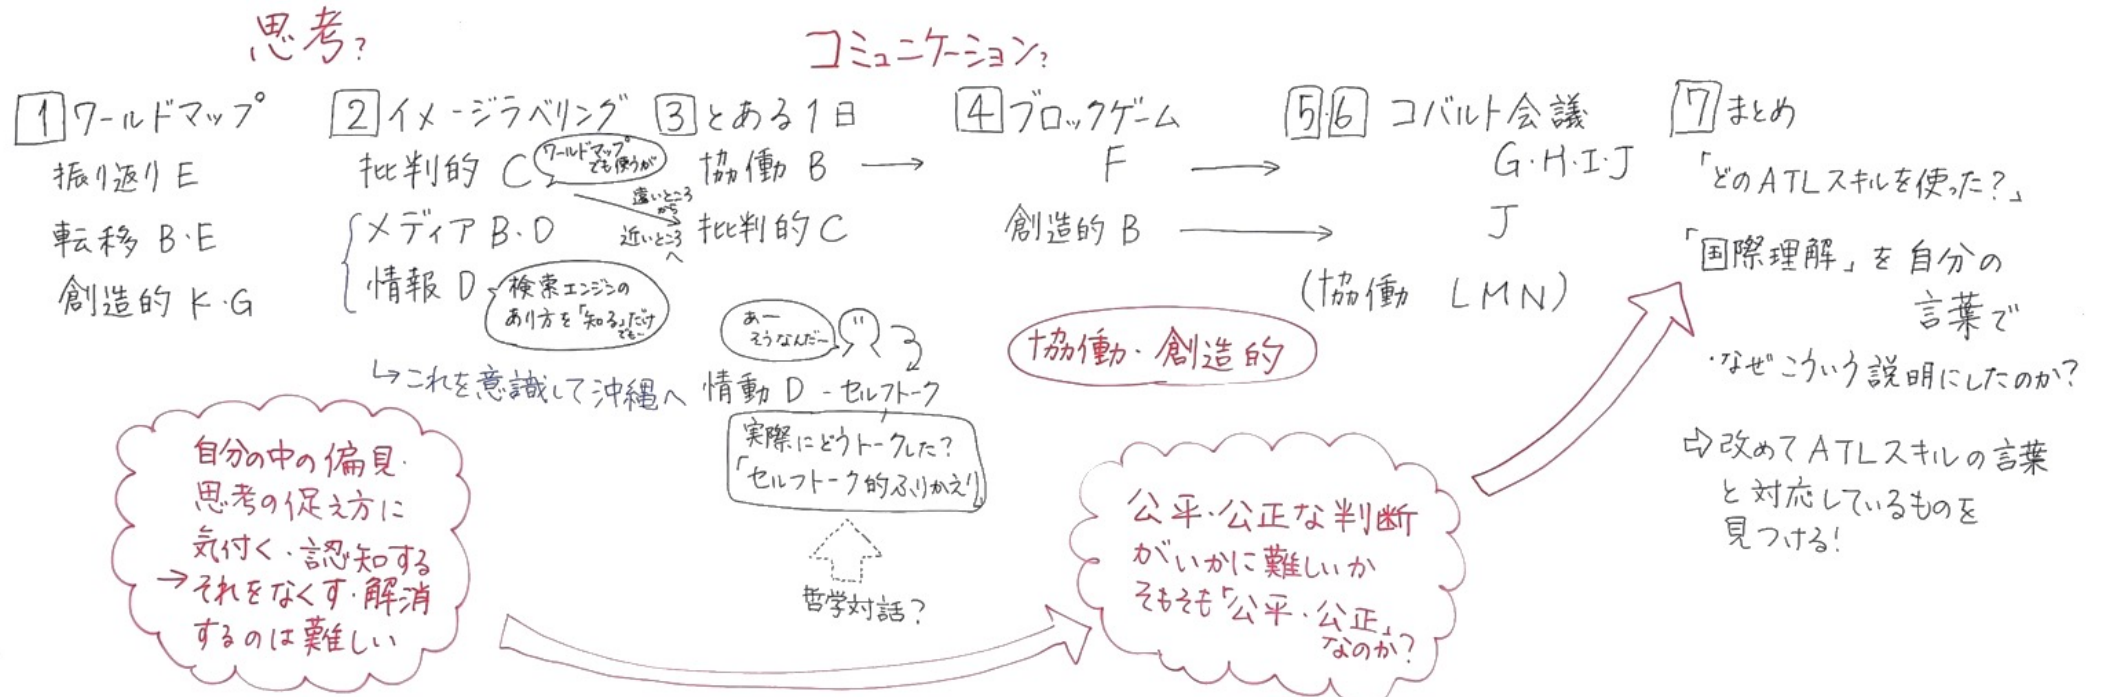 思考?
コミュニケーション?
1 ワールドマップ
振り返り E
転移 B・E
創造的 K・G
2 イメージラベリング
批判的 C
ワールドマップ
でも使うが
遠いところ
から
近いところ
へ
メディア B・D
情報 D
検索エンジンの
あり方を「知る」だけ
でも〜
↳これを意識して沖縄へ
3 とある1日
協働 B →
批判的 C
あー
そうなんだ〜
情動 D - セルフトーク
実際にどうトークした?
「セルフトーク的ふりかえり」
哲学対話?
4 ブロックゲーム
F →
創造的 B →
協働・創造的
5・6 コバルト会議
G・H・I・J
J
(協働 LMN)
7 まとめ
「どのATLスキルを使った?」
「国際理解」を自分の
言葉で
・なぜこういう説明にしたのか?
⇨改めてATLスキルの言葉
と対応しているものを
見つける!
自分の中の偏見・
思考の促え方に
気付く・認知する
→それをなくす・解消
するのは難しい
公平・公正な判断
がいかに難しいか
そもそも「公平・公正」
なのか?